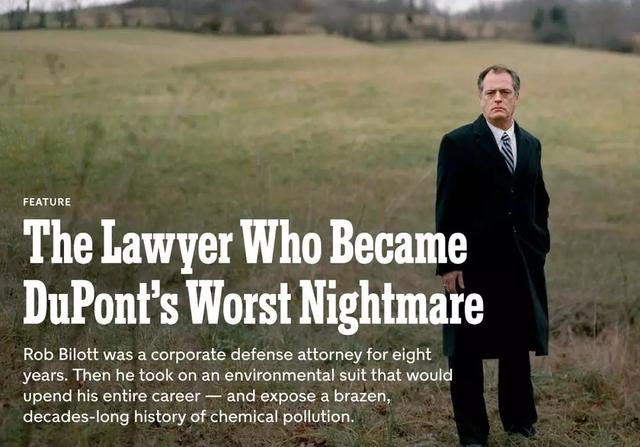 FEATURE
The Lawyer Who Became
DuPont's Worst Nightmare
Rob Bilott was a corporate defense attorney for eight
years. Then he took on an environmental suit that would
upend his entire career — and expose a brazen,
decades-long history of chemical pollution.